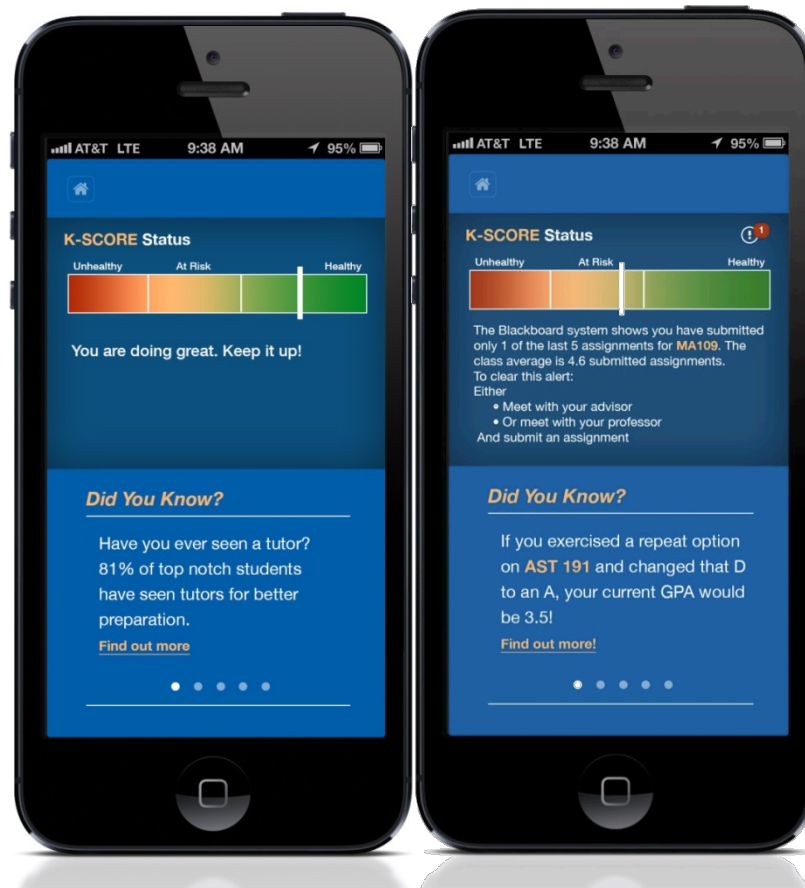 AT&T LTE 9:38 AM 95%
K-SCORE Status
Unhealthy At Risk Healthy
You are doing great. Keep it up!
Did You Know?
Have you ever seen a tutor?
81% of top notch students
have seen tutors for better
preparation.
Find out more
AT&T LTE 9:38 AM 95%
K-SCORE Status
1
Unhealthy At Risk Healthy
The Blackboard system shows you have submitted
only 1 of the last 5 assignments for MA109. The
class average is 4.6 submitted assignments.
To clear this alert:
Either
• Meet with your advisor
• Or meet with your professor
And submit an assignment
Did You Know?
If you exercised a repeat option
on AST 191 and changed that D
to an A, your current GPA would
be 3.5!
Find out more!